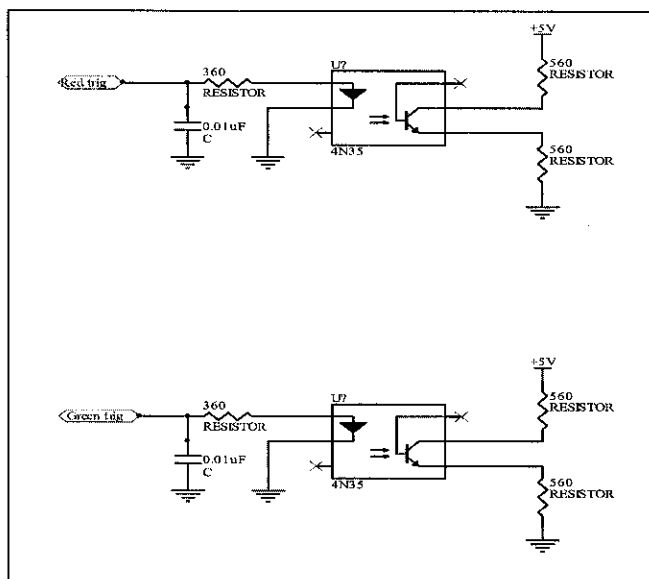 +5V
U?
360
RESISTOR
560
RESISTOR
Red trig
0.01uF
C
4N35
560
RESISTOR
+5V
U?
360
RESISTOR
560
RESISTOR
Green trig
0.01uF
C
4N35
560
RESISTOR